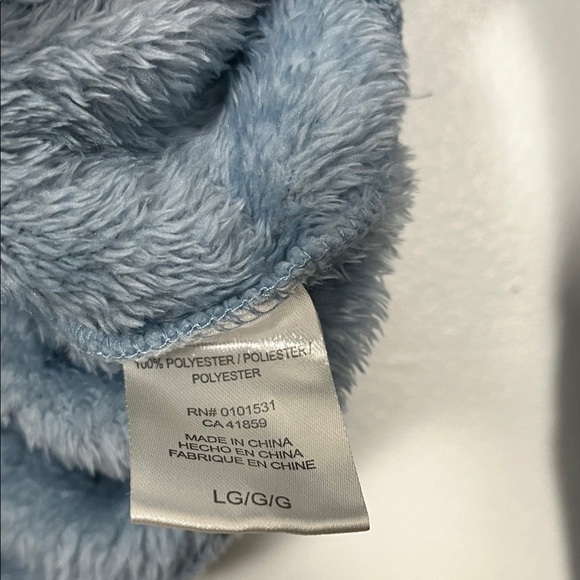 100% POLYESTER / POLIESTER /
POLYESTER
RN# 0101531
CA 41859
MADE IN CHINA
HECHO EN CHINA
FABRIQUE EN CHINE
LG/G/G